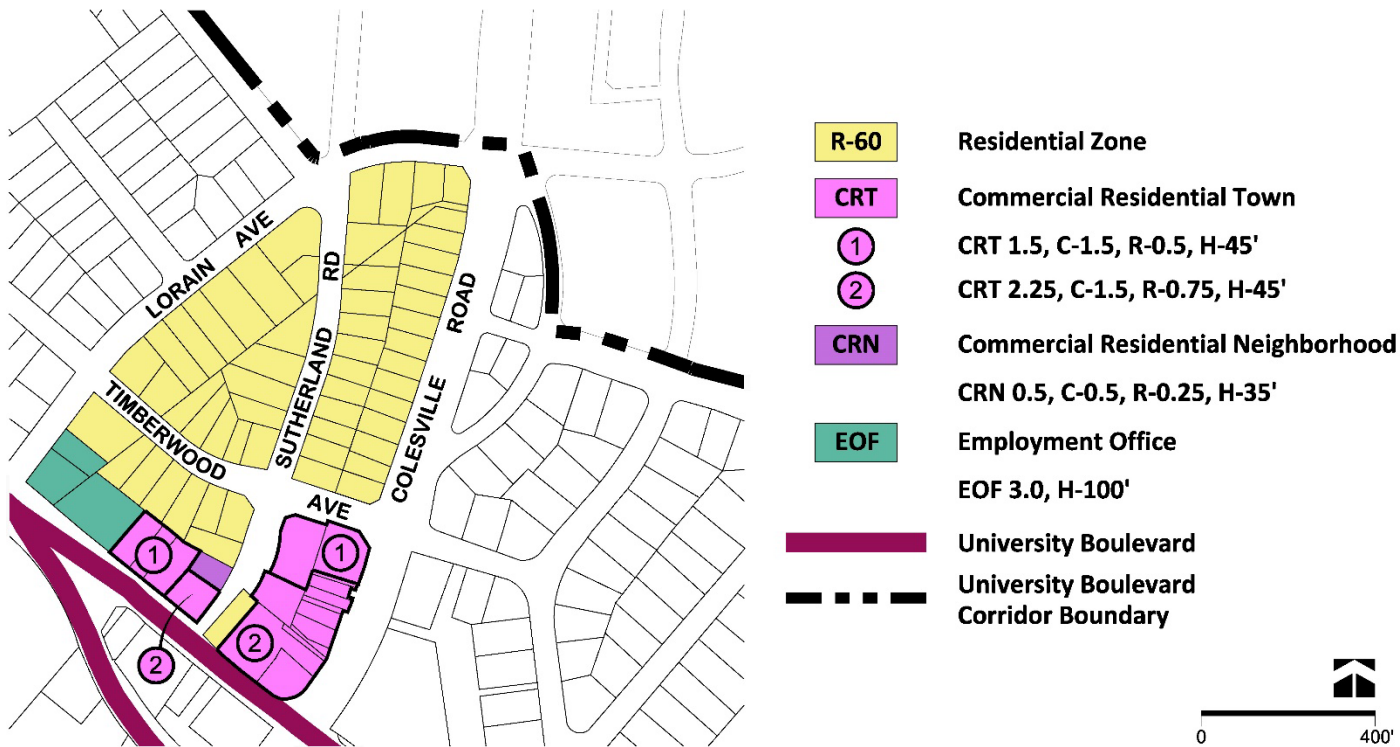 LORAIN AVE
SUTHERLAND RD
COLESVILLE ROAD
TIMBERWOOD AVE
1
1
2
2
R-60 Residential Zone
CRT Commercial Residential Town
1 CRT 1.5, C-1.5, R-0.5, H-45'
2 CRT 2.25, C-1.5, R-0.75, H-45'
CRN Commercial Residential Neighborhood
CRN 0.5, C-0.5, R-0.25, H-35'
EOF Employment Office
EOF 3.0, H-100'
University Boulevard
University Boulevard
Corridor Boundary
0 400'